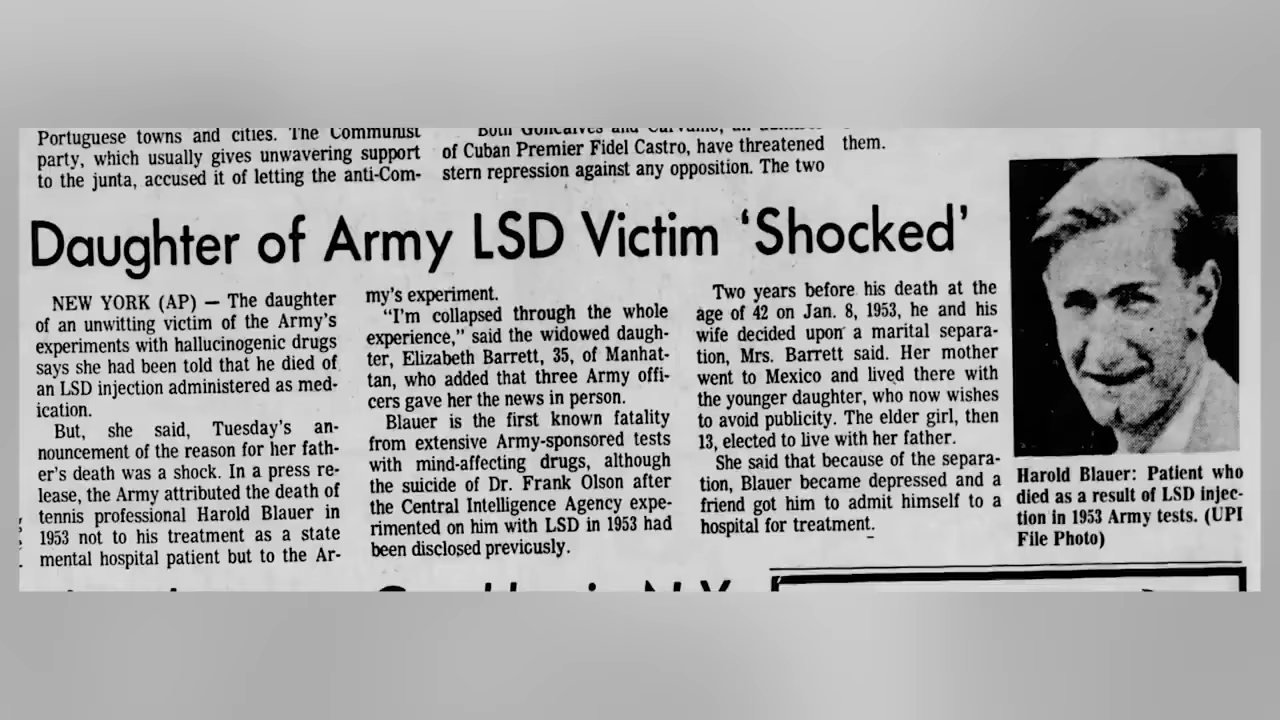 Portuguese towns and cities. The Communist
party, which usually gives unwavering support
to the junta, accused it of letting the anti-Com-
Both Goncalves and Carvalho, an admirer
of Cuban Premier Fidel Castro, have threatened
stern repression against any opposition. The two
them.
Daughter of Army LSD Victim ‘Shocked’
NEW YORK (AP) — The daughter
of an unwitting victim of the Army's
experiments with hallucinogenic drugs
says she had been told that he died of
an LSD injection administered as med-
ication.
But, she said, Tuesday's an-
nouncement of the reason for her fath-
er's death was a shock. In a press re-
lease, the Army attributed the death of
tennis professional Harold Blauer in
1953 not to his treatment as a state
mental hospital patient but to the Ar-
my's experiment.
“I'm collapsed through the whole
experience,” said the widowed daugh-
ter, Elizabeth Barrett, 35, of Manhat-
tan, who added that three Army offi-
cers gave her the news in person.
Blauer is the first known fatality
from extensive Army-sponsored tests
with mind-affecting drugs, although
the suicide of Dr. Frank Olson after
the Central Intelligence Agency expe-
rimented on him with LSD in 1953 had
been disclosed previously.
Two years before his death at the
age of 42 on Jan. 8, 1953, he and his
wife decided upon a marital separa-
tion, Mrs. Barrett said. Her mother
went to Mexico and lived there with
the younger daughter, who now wishes
to avoid publicity. The elder girl, then
13, elected to live with her father.
She said that because of the separa-
tion, Blauer became depressed and a
friend got him to admit himself to a
hospital for treatment.
Harold Blauer: Patient who
died as a result of LSD injec-
tion in 1953 Army tests. (UPI
File Photo)